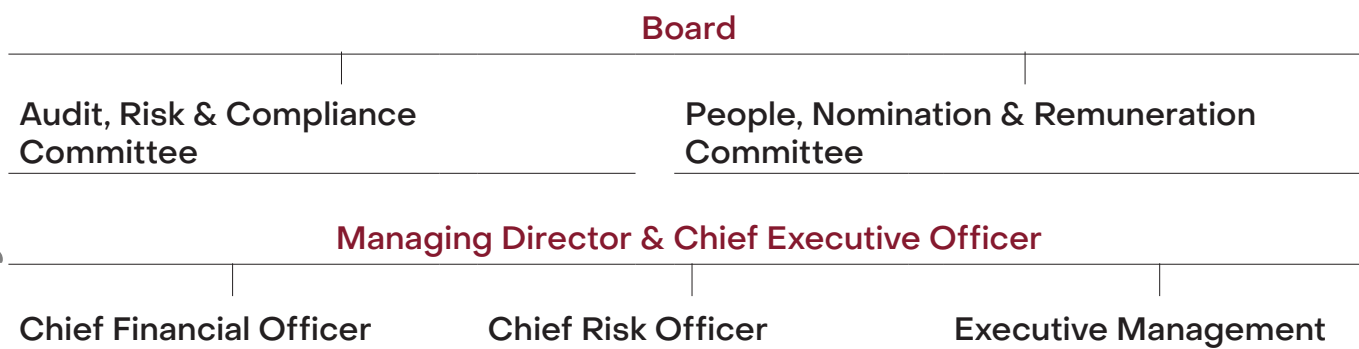 Board
Audit, Risk & Compliance
Committee
People, Nomination & Remuneration
Committee
Managing Director & Chief Executive Officer
Chief Financial Officer
Chief Risk Officer
Executive Management